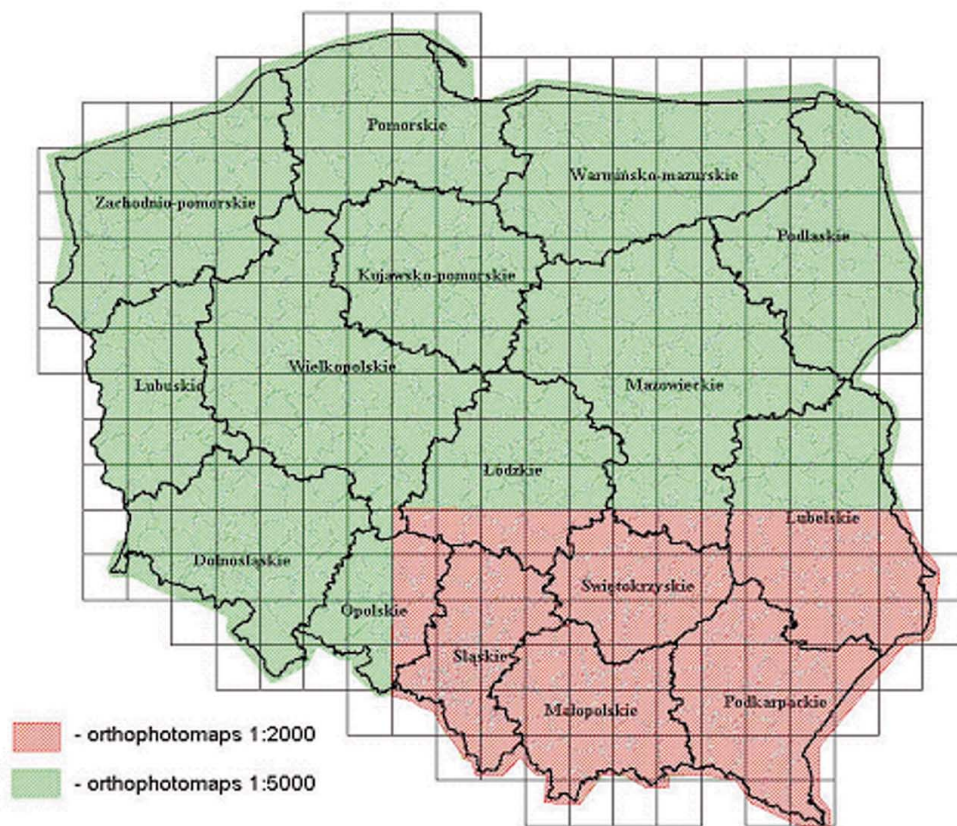 Pomorskie
Warmińsko-mazurskie
Zachodnio-pomorskie
Podlaskie
Kujawsko-pomorskie
Wielkopolskie
Lubuskie
Mazowieckie
Łódzkie
Lubelskie
Dolnośląskie
Świętokrzyskie
Opolskie
Śląskie
Małopolskie
Podkarpackie
- orthophotomaps 1:2000
- orthophotomaps 1:5000